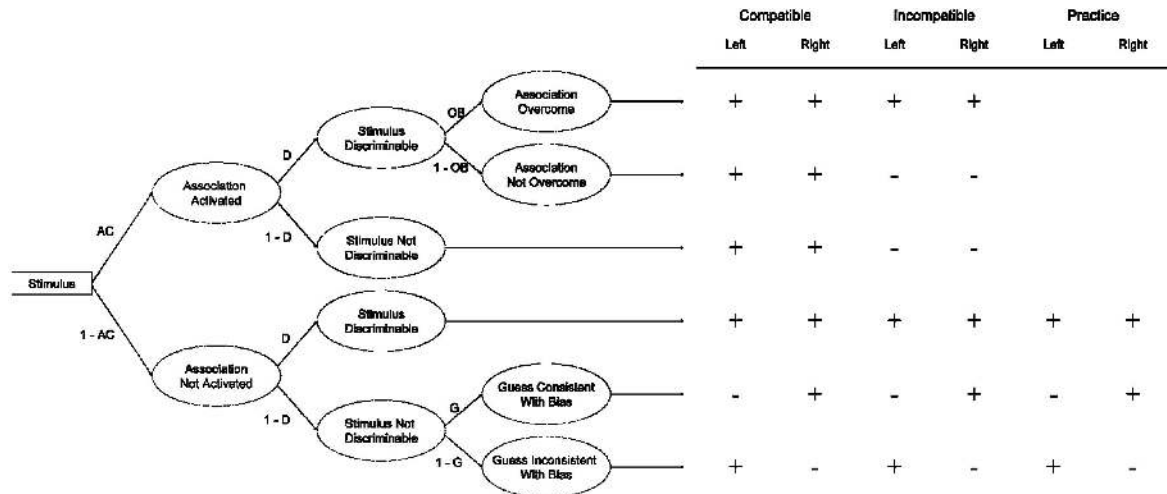 Compatible Incompatible Practice
Left Right Left Right Left Right
OB Association Overcome + + + +
D Stimulus Discriminable
1 - OB Association Not Overcome + + - -
Association Activated
AC
1 - D Stimulus Not Discriminable + + - -
Stimulus
1 - AC
D Stimulus Discriminable + + + + + +
Association Not Activated
G Guess Consistent With Bias - + - + - +
1 - D Stimulus Not Discriminable
1 - G Guess Inconsistent With Bias + - + - + -